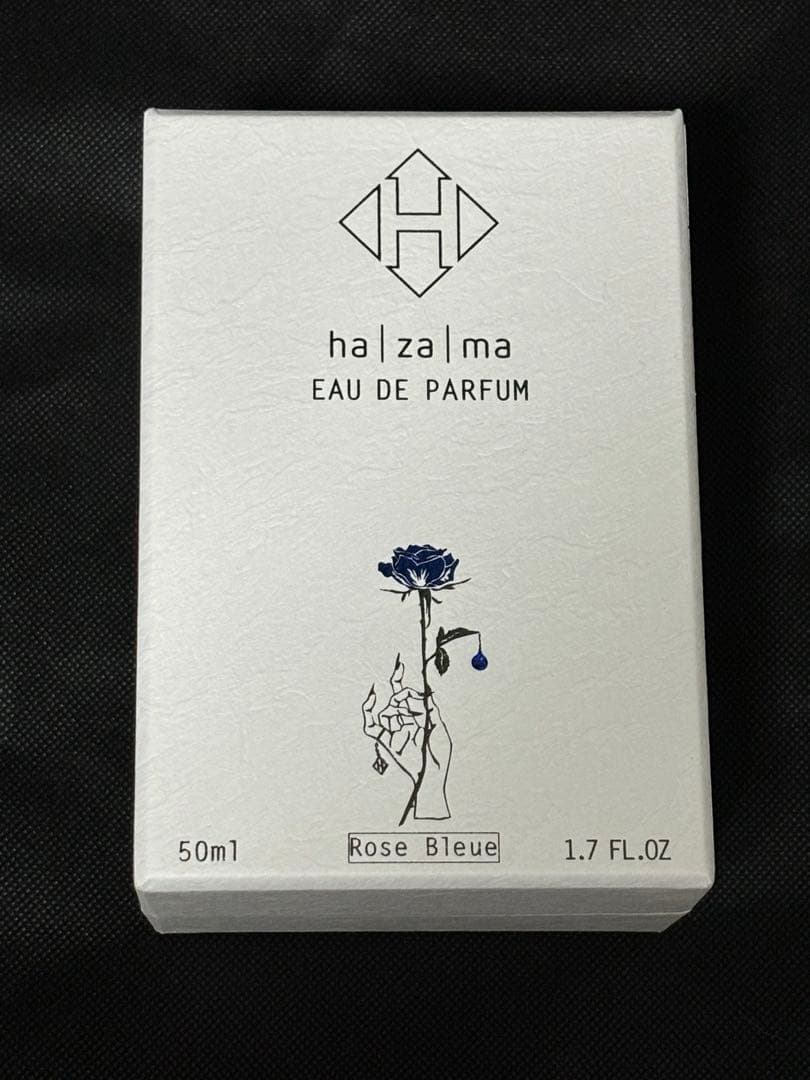 H
ha|za|ma
EAU DE PARFUM
50ml Rose Bleue 1.7 FL.OZ